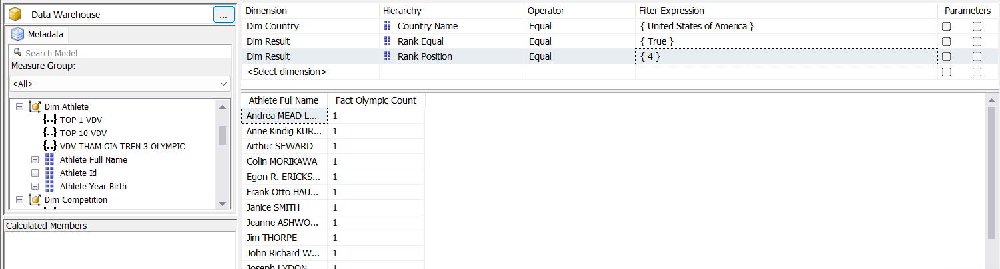 Data Warehouse
...
Metadata
Search Model
Measure Group:
<All>
Dim Athlete
TOP 1 VDV
TOP 10 VDV
VDV THAM GIA TREN 3 OLYMPIC
Athlete Full Name
Athlete Id
Athlete Year Birth
Dim Competition
Calculated Members
Dimension Hierarchy Operator Filter Expression Parameters
Dim Country Country Name Equal { United States of America }
Dim Result Rank Equal Equal { True }
Dim Result Rank Position Equal { 4 }
<Select dimension>
Athlete Full Name Fact Olympic Count
Andrea MEAD L... 1
Anne Kindig KUR... 1
Arthur SEWARD 1
Collin MORIKAWA 1
Egon R. ERICKS... 1
Frank Otto HAU... 1
Janice SMITH 1
Jeanne ASHWO... 1
Jim THORPE 1
John Richard W... 1
Joseph LYDON 1